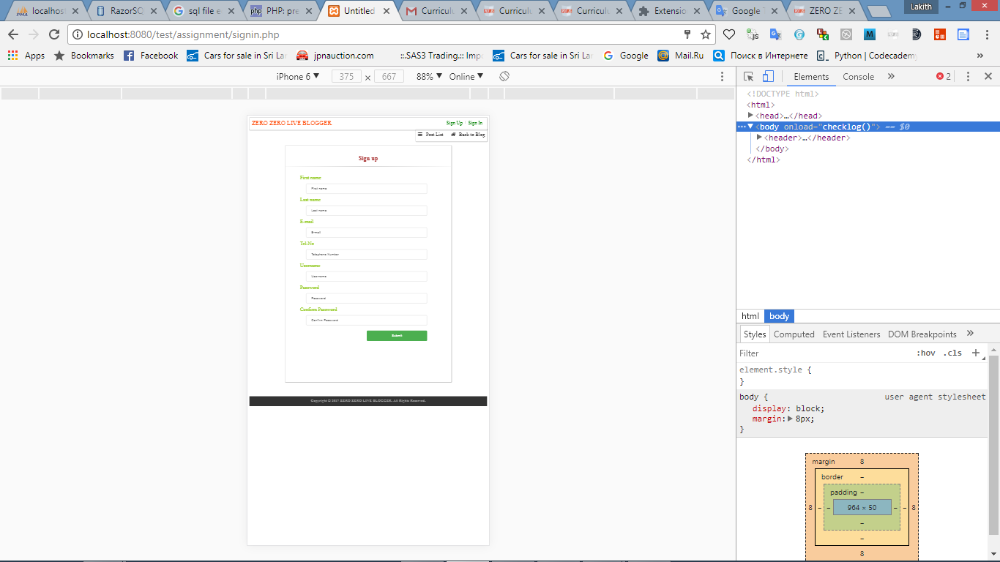 localhost RazorSQ sql file e PHP: pre Untitled Curriculu Curriculu Curriculu Extensio Google T ZERO ZE Lakith
localhost:8080/test/assignment/signin.php
Apps Bookmarks Facebook Cars for sale in Sri Lan jpnauction.com ::.SAS3 Trading.:: Impo Cars for sale in Sri Lan Google Mail.Ru Поиск в Интернете Python | Codecademy »
iPhone 6 ▼ 375 x 667 88% ▼ Online ▼
Elements Console » 2
ZERO ZERO LIVE BLOGGER Sign Up | Sign In
Post List Back to Blog
Sign up
First name
First name
Last name
Last name
E-mail
E-mail
Tel-No
Telephone Number
Username
Username
Password
Password
Confirm Password
Confirm Password
Submit
Copyright © 2017 ZERO ZERO LIVE BLOGGER. All Rights Reserved.
<!DOCTYPE html>
<html>
▶<head>…</head>
…▼<body onload="checklog()"> == $0
▶<header>…</header>
</body>
</html>
html body
Styles Computed Event Listeners DOM Breakpoints »
Filter :hov .cls +
element.style {
}
body { user agent stylesheet
display: block;
margin:▶8px;
}
margin 8
border –
padding –
8 – – 964 × 50 – – 8
–
–
8